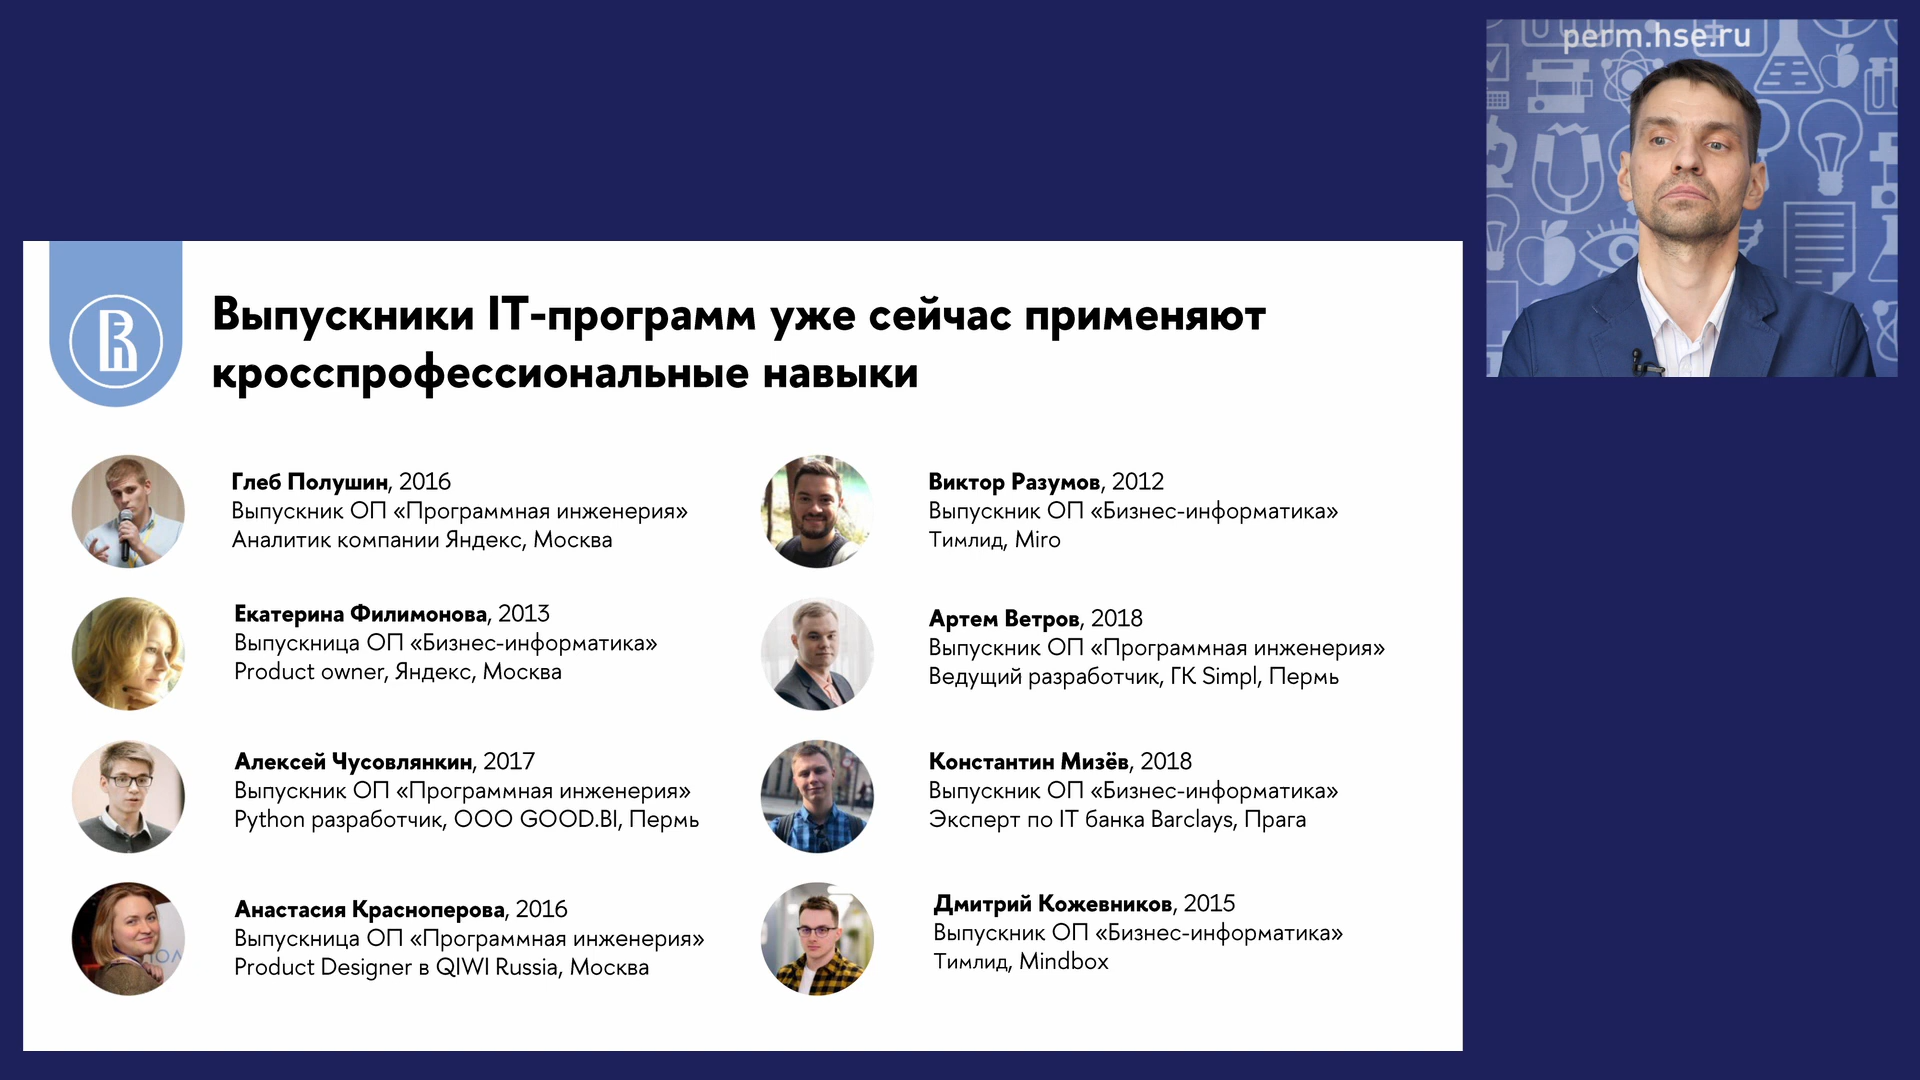 perm.hse.ru
Выпускники IT-программ уже сейчас применяют
кросспрофессиональные навыки
Глеб Полушин, 2016
Выпускник ОП «Программная инженерия»
Аналитик компании Яндекс, Москва
Екатерина Филимонова, 2013
Выпускница ОП «Бизнес-информатика»
Product owner, Яндекс, Москва
Алексей Чусовлянкин, 2017
Выпускник ОП «Программная инженерия»
Python разработчик, ООО GOOD.BI, Пермь
Анастасия Красноперова, 2016
Выпускница ОП «Программная инженерия»
Product Designer в QIWI Russia, Москва
Виктор Разумов, 2012
Выпускник ОП «Бизнес-информатика»
Тимлид, Miro
Артем Ветров, 2018
Выпускник ОП «Программная инженерия»
Ведущий разработчик, ГК Simpl, Пермь
Константин Мизёв, 2018
Выпускник ОП «Бизнес-информатика»
Эксперт по IT банка Barclays, Прага
Дмитрий Кожевников, 2015
Выпускник ОП «Бизнес-информатика»
Тимлид, Mindbox